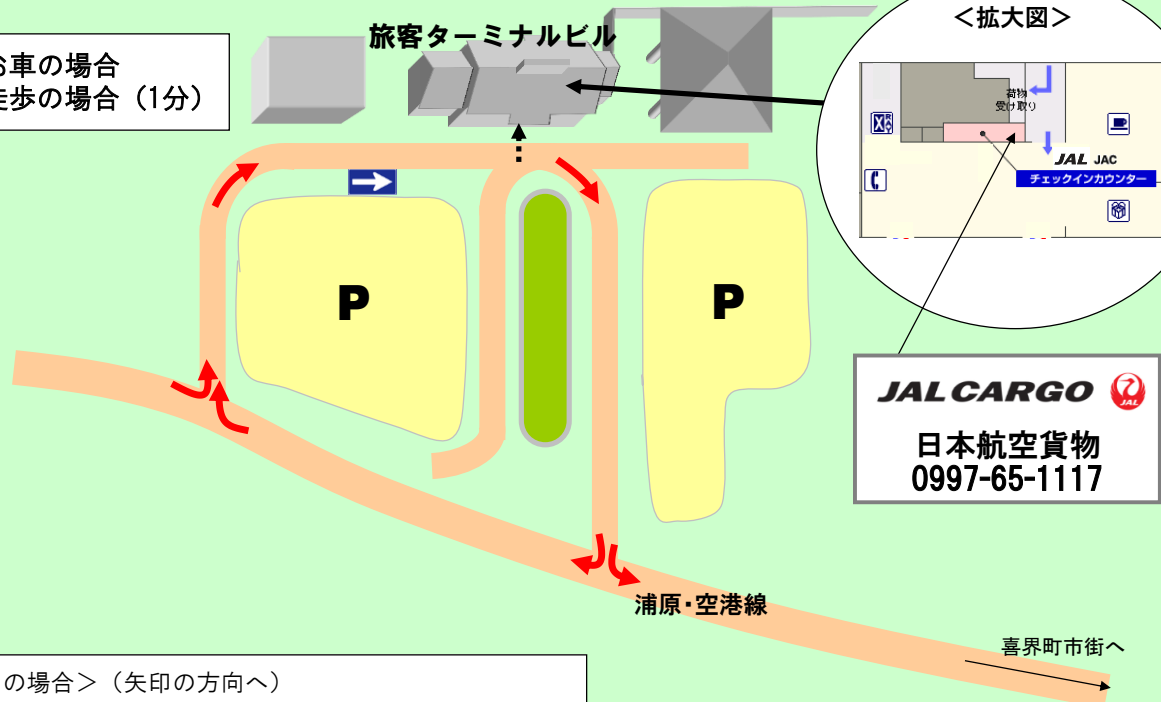 お車の場合
徒歩の場合（1分）
旅客ターミナルビル
＜拡大図＞
荷物
受け取り
X RAY
JAL JAC
チェックインカウンター
P
P
JAL CARGO JAL
日本航空貨物
0997-65-1117
浦原・空港線
喜界町市街へ
の場合＞（矢印の方向へ）